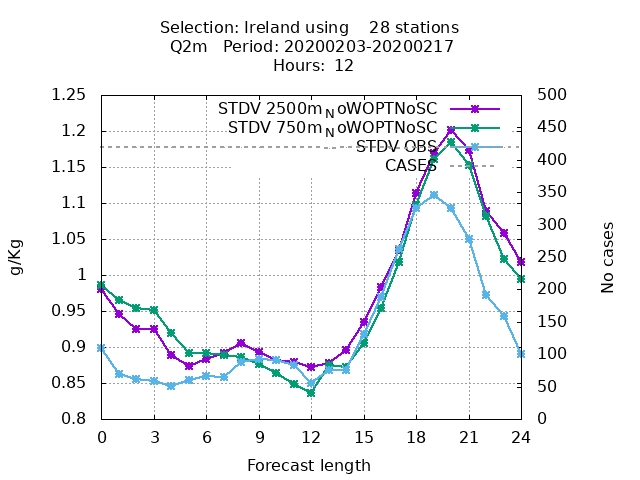 Selection: Ireland using 28 stations
Q2m Period: 20200203-20200217
Hours: 12
STDV 2500m_NoWOPTNoSC
STDV 750m_NoWOPTNoSC
STDV OBS
CASES
g/Kg
1.25
1.2
1.15
1.1
1.05
1
0.95
0.9
0.85
0.8
500
450
400
350
300
250
200
150
100
50
0
No cases
0 3 6 9 12 15 18 21 24
Forecast length